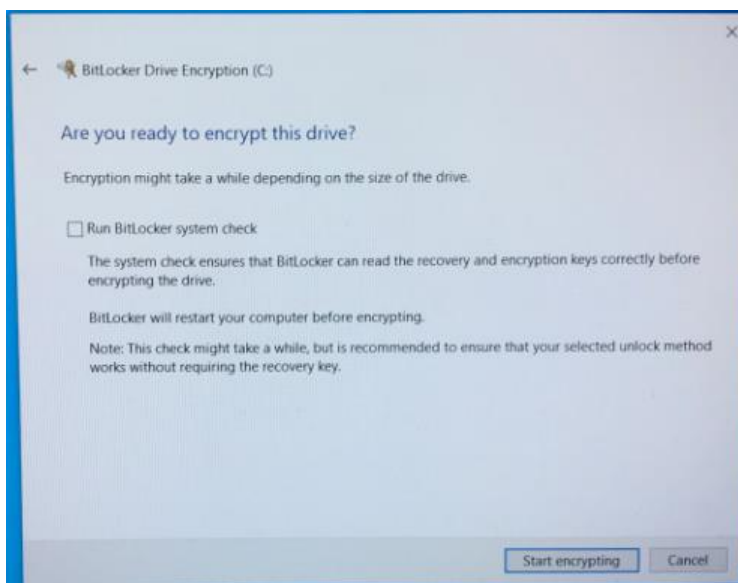 BitLocker Drive Encryption (C:)
Are you ready to encrypt this drive?
Encryption might take a while depending on the size of the drive.
Run BitLocker system check
The system check ensures that BitLocker can read the recovery and encryption keys correctly before
encrypting the drive.
BitLocker will restart your computer before encrypting.
Note: This check might take a while, but is recommended to ensure that your selected unlock method
works without requiring the recovery key.
Start encrypting
Cancel